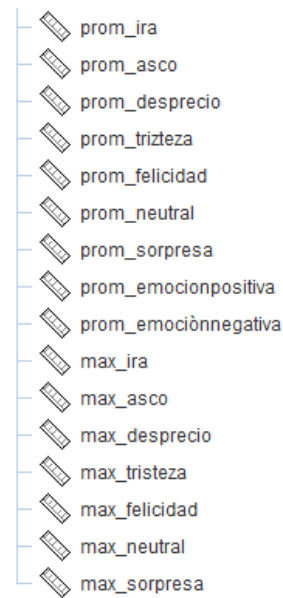 prom_ira
prom_asco
prom_desprecio
prom_trizteza
prom_felicidad
prom_neutral
prom_sorpresa
prom_emocionpositiva
prom_emociònnegativa
max_ira
max_asco
max_desprecio
max_tristeza
max_felicidad
max_neutral
max_sorpresa